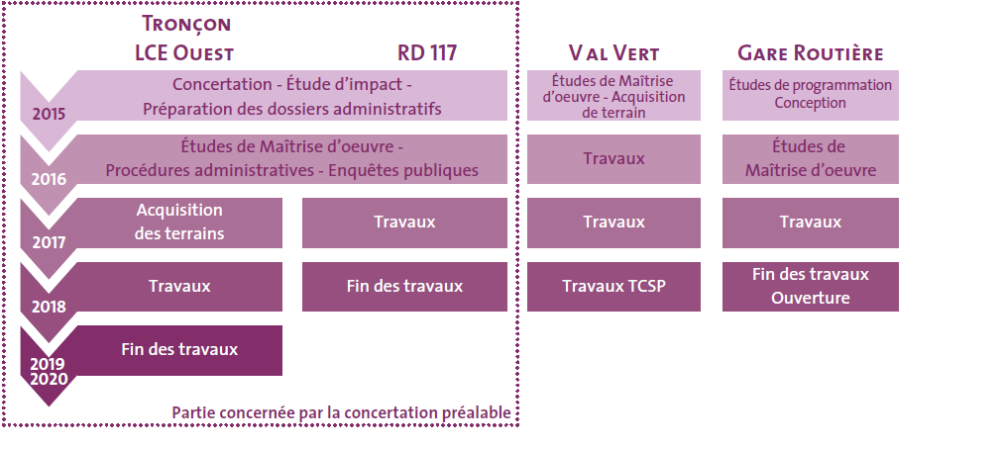 Tronçon
LCE Ouest
RD 117
Val Vert
Gare Routière
2015
Concertation - Étude d'impact -
Préparation des dossiers administratifs
Études de Maîtrise
d'oeuvre - Acquisition
de terrain
Études de programmation
Conception
2016
Études de Maîtrise d'oeuvre -
Procédures administratives - Enquêtes publiques
Travaux
Études de
Maîtrise d'oeuvre
2017
Acquisition
des terrains
Travaux
Travaux
Travaux
2018
Travaux
Fin des travaux
Travaux TCSP
Fin des travaux
Ouverture
2019
2020
Fin des travaux
Partie concernée par la concertation préalable